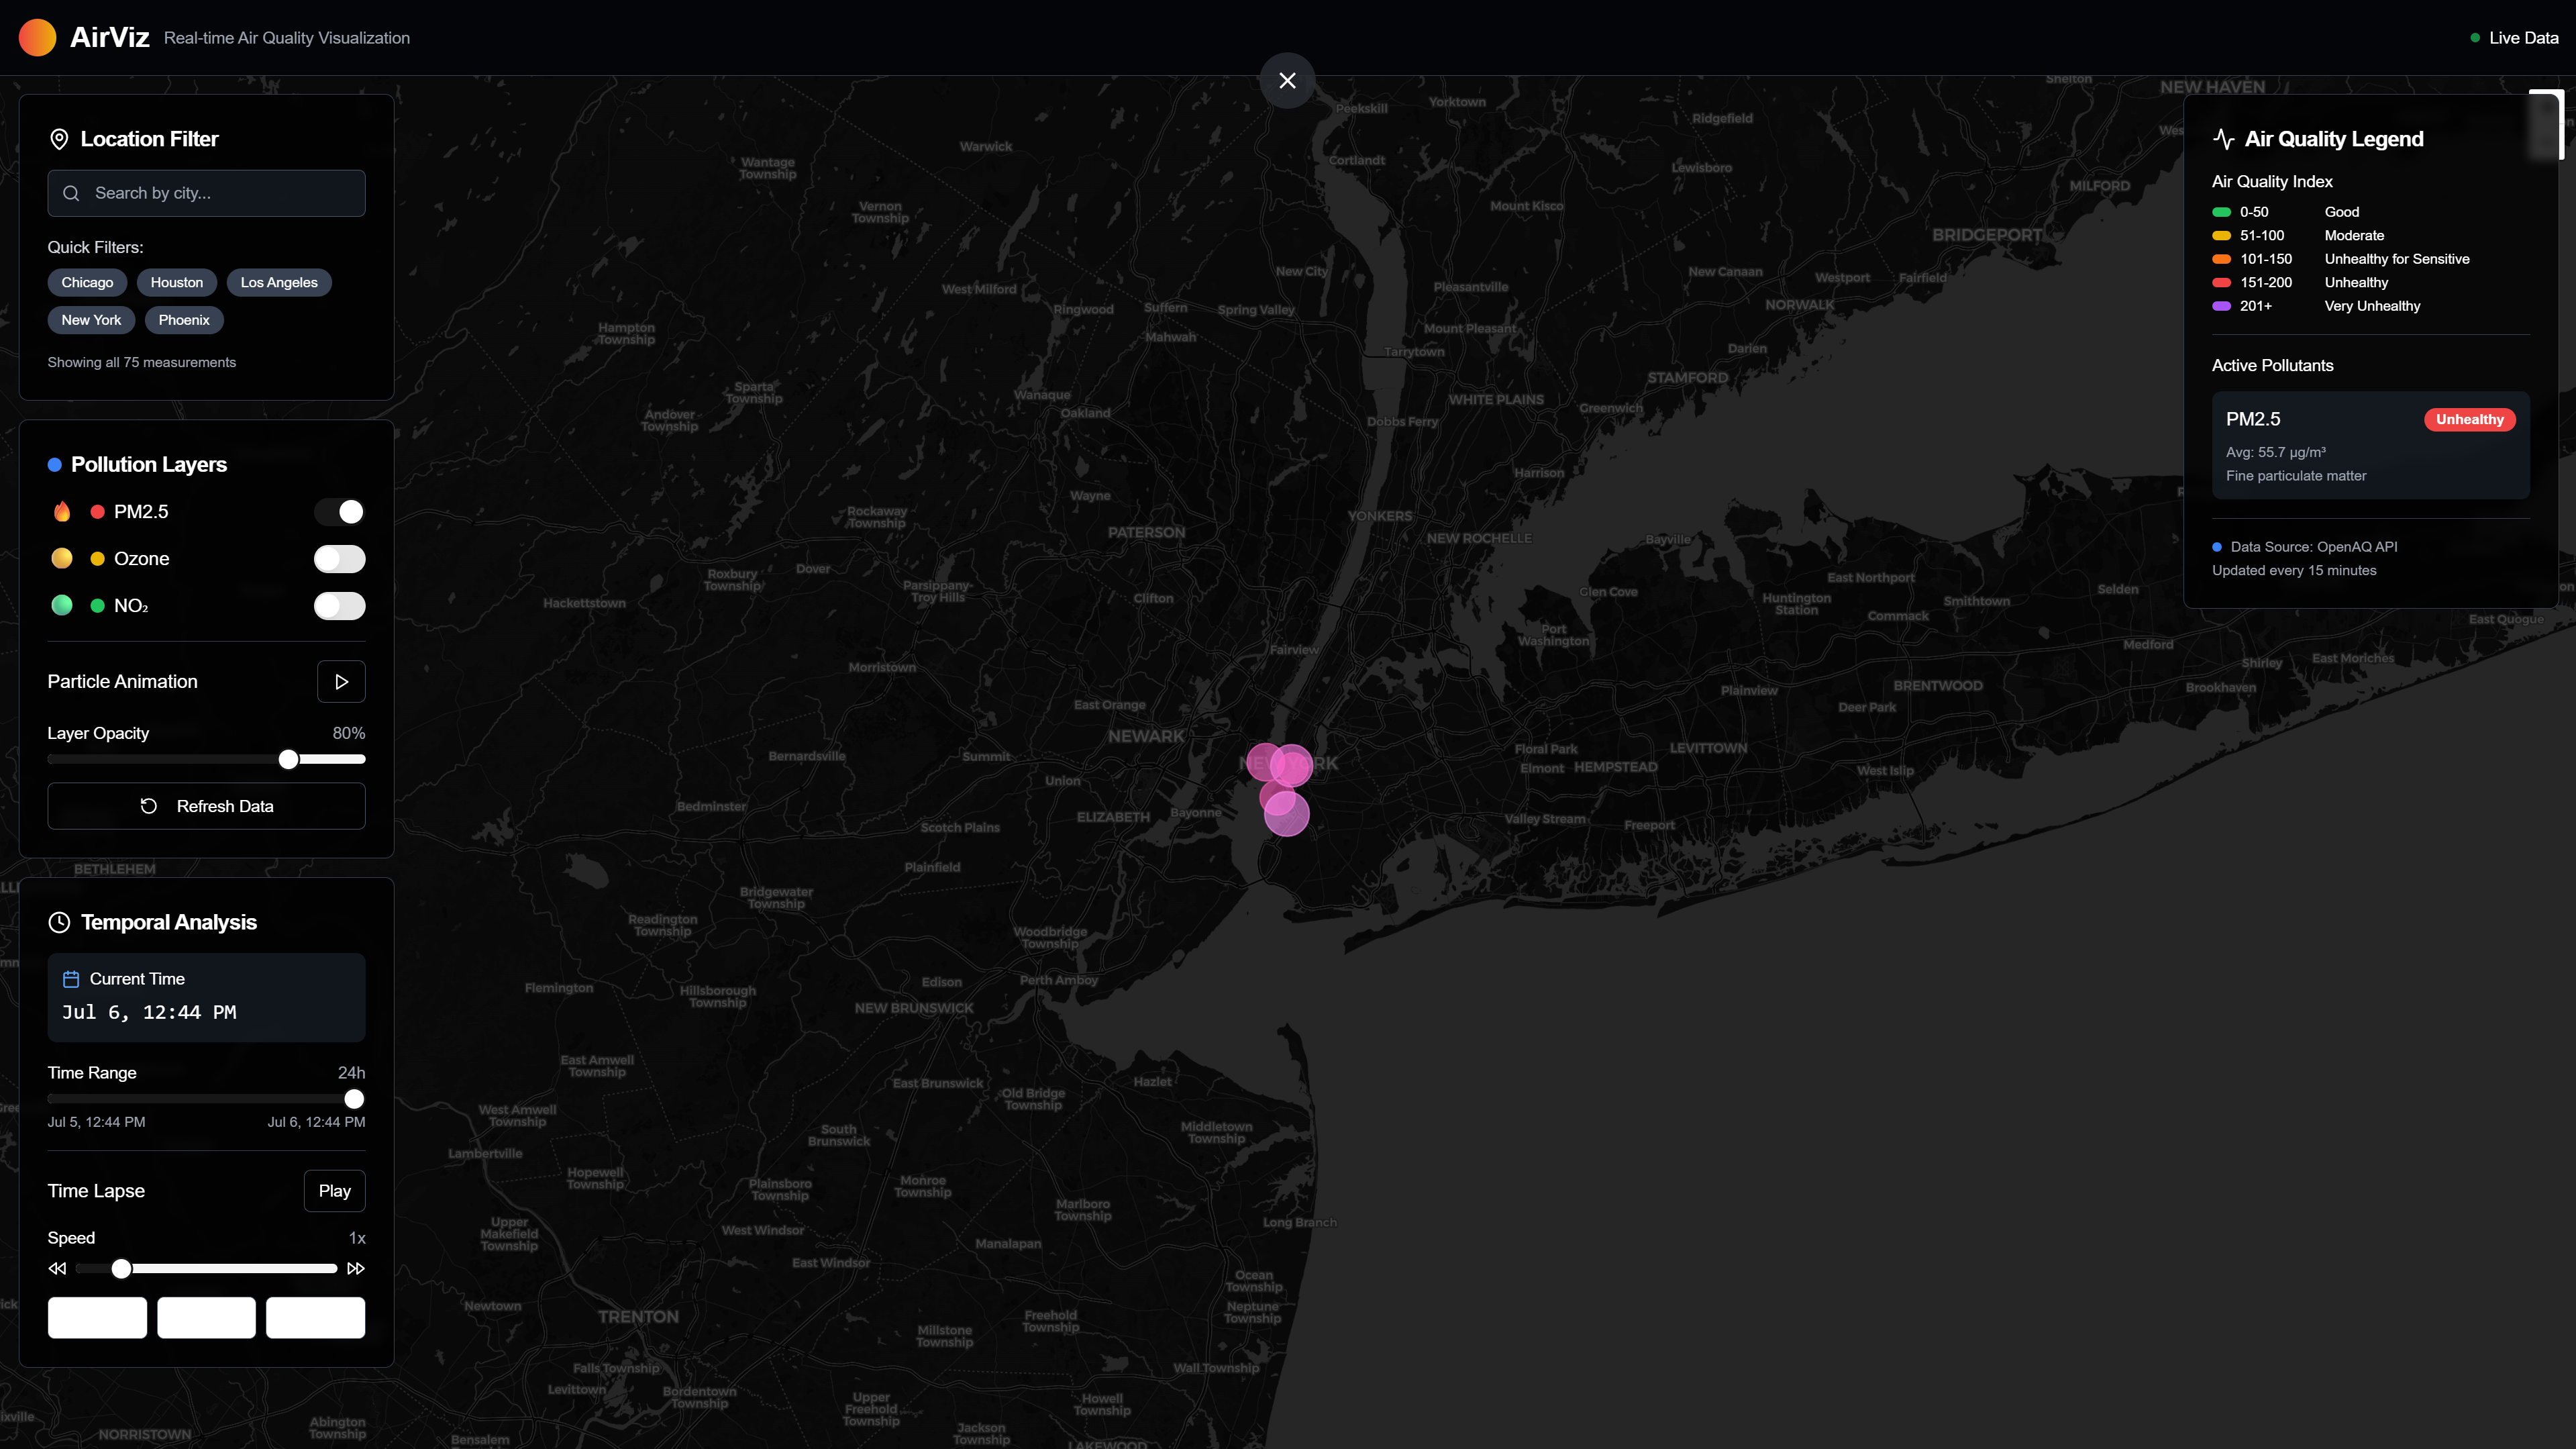 AirViz
Real-time Air Quality Visualization
Live Data
Location Filter
Search by city...
Quick Filters:
Chicago
Houston
Los Angeles
New York
Phoenix
Showing all 75 measurements
Pollution Layers
PM2.5
Ozone
NO₂
Particle Animation
Layer Opacity 80%
Refresh Data
Temporal Analysis
Current Time
Jul 6, 12:44 PM
Time Range 24h
Jul 5, 12:44 PM Jul 6, 12:44 PM
Time Lapse Play
Speed 1x
Air Quality Legend
Air Quality Index
0-50 Good
51-100 Moderate
101-150 Unhealthy for Sensitive
151-200 Unhealthy
201+ Very Unhealthy
Active Pollutants
PM2.5 Unhealthy
Avg: 55.7 µg/m³
Fine particulate matter
Data Source: OpenAQ API
Updated every 15 minutes
Shelton
NEW HAVEN
Peekskill
Yorktown
Ridgefield
Warwick
Wantage
Township
Cortlandt
Lewisboro
MILFORD
Vernon
Township
Mount Kisco
BRIDGEPORT
New City
New Canaan
Westport
Fairfield
West Milford
Pleasantville
Ringwood
Suffern
Spring Valley
NORWALK
Hampton
Township
Mahwah
Mount Pleasant
Tarrytown
Darien
STAMFORD
Sparta
Township
Wanaque
WHITE PLAINS
Greenwich
Andover
Township
Oakland
Dobbs Ferry
Harrison
Wayne
Rockaway
Township
YONKERS
PATERSON
NEW ROCHELLE
Bayville
Dover
Roxbury
Township
Parsippany-
Troy Hills
Clifton
Hackettstown
Glen Cove
East Northport
Huntington
Station
Smithtown
Selden
Commack
East Quogue
Port
Washington
Fairview
Medford
Morristown
Shirley
East Moriches
Plainview
BRENTWOOD
Brookhaven
East Orange
Deer Park
NEWARK
Bernardsville
Summit
Floral Park
LEVITTOWN
NEW YORK
Elmont
HEMPSTEAD
West Islip
Union
Bedminster
ELIZABETH
Bayonne
Scotch Plains
Valley Stream
Freeport
Plainfield
BETHLEHEM
Bridgewater
Township
Readington
Township
Woodbridge
Township
Flemington
Hillsborough
Township
Edison
Perth Amboy
NEW BRUNSWICK
East Amwell
Township
East Brunswick
Hazlet
Old Bridge
Township
West Amwell
Township
South
Brunswick
Middletown
Township
Lambertville
Hopewell
Township
Plainsboro
Township
Monroe
Township
Marlboro
Township
Upper
Makefield
Township
West Windsor
Long Branch
Manalapan
East Windsor
Ocean
Township
Newtown
TRENTON
Neptune
Township
Freehold
Township
Millstone
Township
Falls Township
Wall Township
Levittown
Bordentown
Township
Upper
Freehold
Township
Howell
Township
Abington
Township
NORRISTOWN
Bensalem
Jackson
Township
LAKEWOOD